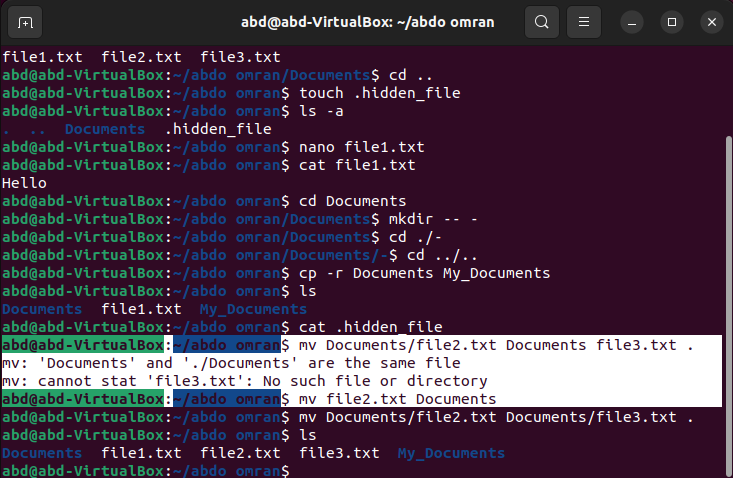 abd@abd-VirtualBox: ~/abdo omran
file1.txt  file2.txt  file3.txt
abd@abd-VirtualBox:~/abdo omran/Documents$ cd ..
abd@abd-VirtualBox:~/abdo omran$ touch .hidden_file
abd@abd-VirtualBox:~/abdo omran$ ls -a
.  ..  Documents  .hidden_file
abd@abd-VirtualBox:~/abdo omran$ nano file1.txt
abd@abd-VirtualBox:~/abdo omran$ cat file1.txt
Hello
abd@abd-VirtualBox:~/abdo omran$ cd Documents
abd@abd-VirtualBox:~/abdo omran/Documents$ mkdir -- -
abd@abd-VirtualBox:~/abdo omran/Documents$ cd ./-
abd@abd-VirtualBox:~/abdo omran/Documents/-$ cd ../..
abd@abd-VirtualBox:~/abdo omran$ cp -r Documents My_Documents
abd@abd-VirtualBox:~/abdo omran$ ls
Documents  file1.txt  My_Documents
abd@abd-VirtualBox:~/abdo omran$ cat .hidden_file
abd@abd-VirtualBox:~/abdo omran$ mv Documents/file2.txt Documents file3.txt .
mv: 'Documents' and './Documents' are the same file
mv: cannot stat 'file3.txt': No such file or directory
abd@abd-VirtualBox:~/abdo omran$ mv file2.txt Documents
abd@abd-VirtualBox:~/abdo omran$ mv Documents/file2.txt Documents/file3.txt .
abd@abd-VirtualBox:~/abdo omran$ ls
Documents  file1.txt  file2.txt  file3.txt  My_Documents
abd@abd-VirtualBox:~/abdo omran$